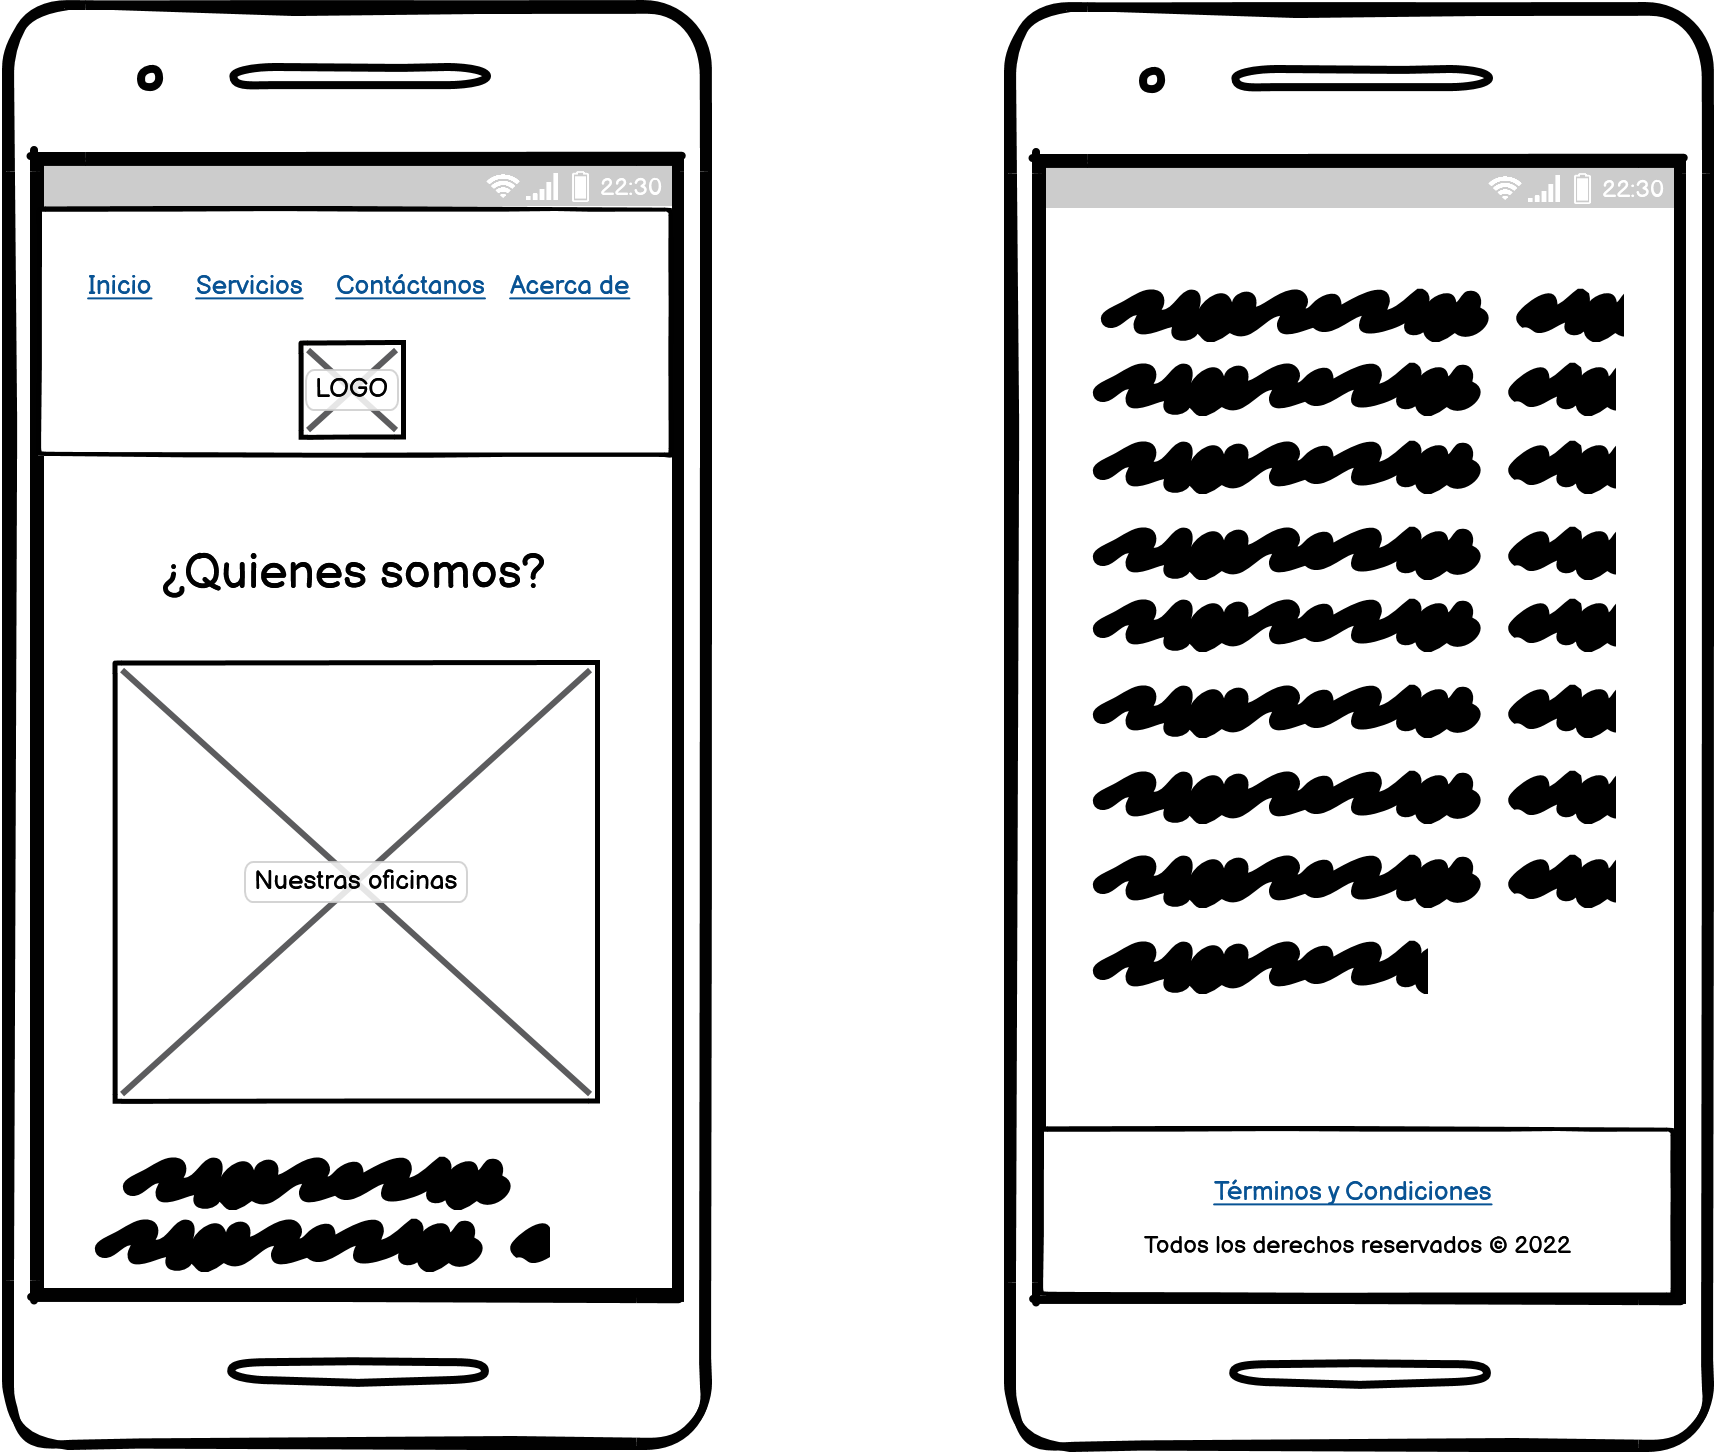 22:30
Inicio Servicios Contáctanos Acerca de
LOGO
¿Quienes somos?
Nuestras oficinas
22:30
Términos y Condiciones
Todos los derechos reservados © 2022